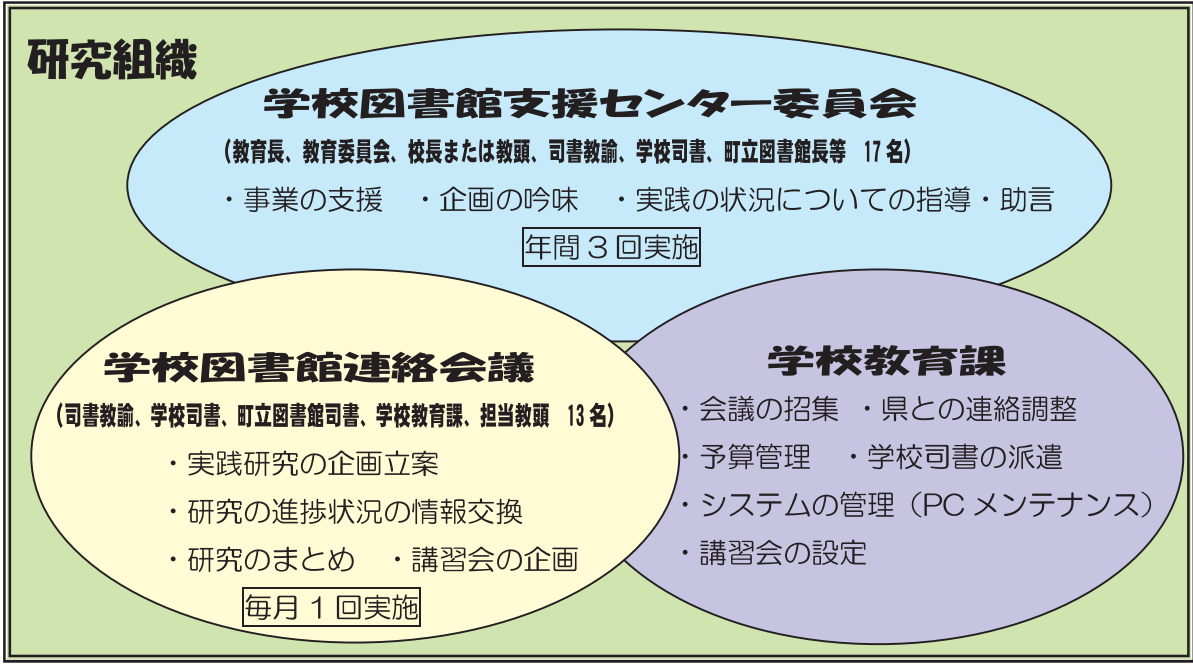 研究組織
学校図書館支援センター委員会
（教育長、教育委員会、校長または教頭、司書教諭、学校司書、町立図書館長等　17名）
・事業の支援　・企画の吟味　・実践の状況についての指導・助言
年間３回実施
学校図書館連絡会議
（司書教諭、学校司書、町立図書館司書、学校教育課、担当教頭　13名）
・実践研究の企画立案
・研究の進捗状況の情報交換
・研究のまとめ　・講習会の企画
毎月１回実施
学校教育課
・会議の招集　・県との連絡調整
・予算管理　・学校司書の派遣
・システムの管理（PCメンテナンス）
・講習会の設定